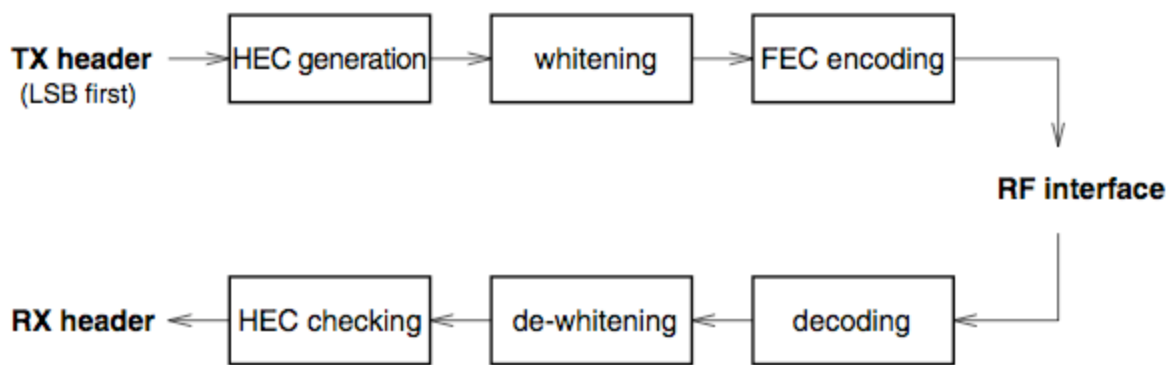 TX header
(LSB first)
HEC generation
whitening
FEC encoding
RF interface
RX header
HEC checking
de-whitening
decoding